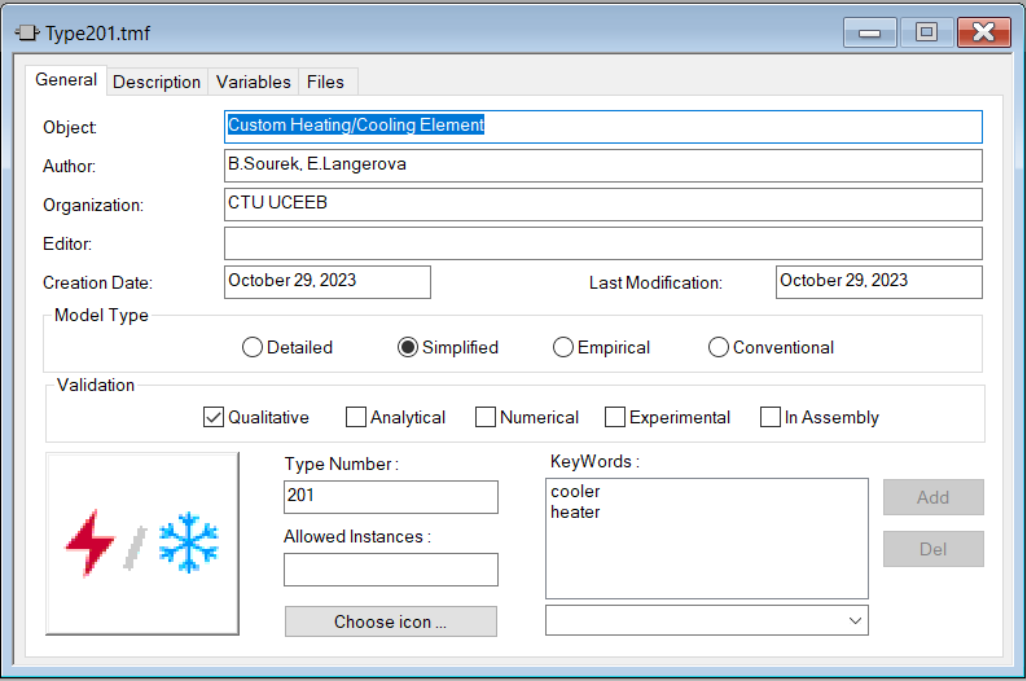 Type201.tmf
General Description Variables Files
Object: Custom Heating/Cooling Element
Author: B.Sourek, E.Langerova
Organization: CTU UCEEB
Editor:
Creation Date: October 29, 2023 Last Modification: October 29, 2023
Model Type
Detailed Simplified Empirical Conventional
Validation
Qualitative Analytical Numerical Experimental In Assembly
Type Number : KeyWords :
201 cooler Add
heater
Allowed Instances : Del
Choose icon ...